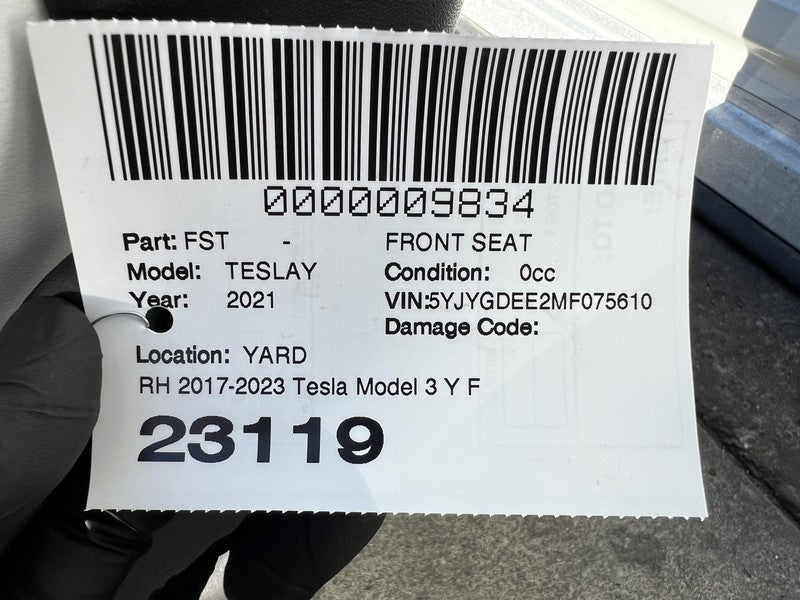 0000009834
Part: FST - FRONT SEAT
Model: TESLAY Condition: 0cc
Year: 2021 VIN:5YJYGDEE2MF075610
Damage Code:
Location: YARD
RH 2017-2023 Tesla Model 3 Y F
23119